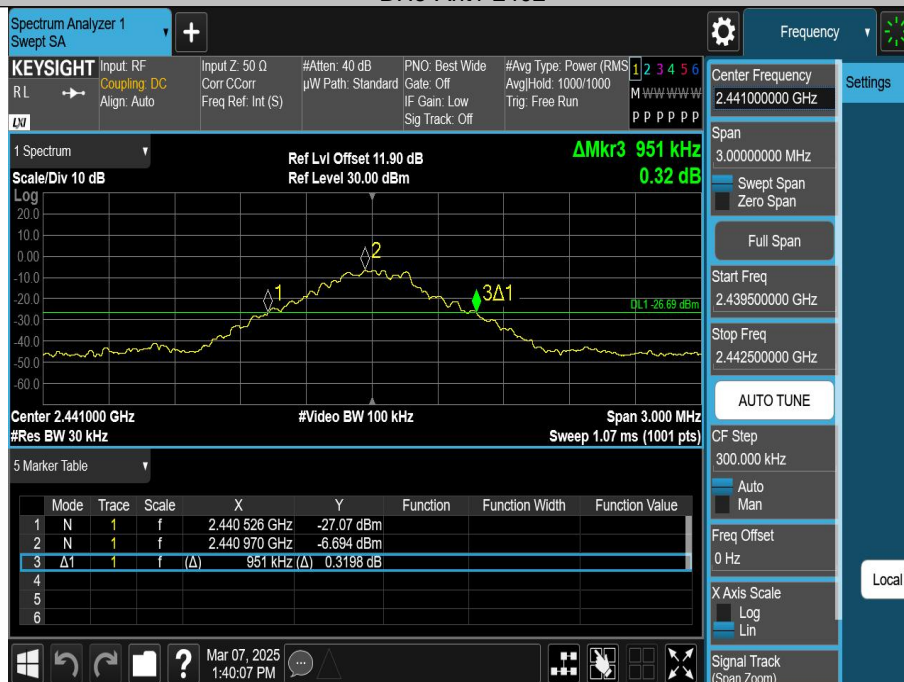 Spectrum Analyzer 1
Swept SA
+
Frequency
KEYSIGHT
RL
LXI
Input: RF
Coupling: DC
Align: Auto
Input Z: 50 Ω
Corr CCorr
Freq Ref: Int (S)
#Atten: 40 dB
µW Path: Standard
PNO: Best Wide
Gate: Off
IF Gain: Low
Sig Track: Off
#Avg Type: Power (RMS
Avg|Hold: 1000/1000
Trig: Free Run
1 2 3 4 5 6
M W W W W W
P P P P P P
1 Spectrum
Scale/Div 10 dB
Ref Lvl Offset 11.90 dB
Ref Level 30.00 dBm
ΔMkr3 951 kHz
0.32 dB
Log
20.0
10.0
0.00
-10.0
-20.0
-30.0
-40.0
-50.0
-60.0
1
2
3Δ1
DL1 -26.69 dBm
Center 2.441000 GHz
#Res BW 30 kHz
#Video BW 100 kHz
Span 3.000 MHz
Sweep 1.07 ms (1001 pts)
5 Marker Table
Mode Trace Scale X Y Function Function Width Function Value
1 N 1 f 2.440 526 GHz -27.07 dBm
2 N 1 f 2.440 970 GHz -6.694 dBm
3 Δ1 1 f (Δ) 951 kHz (Δ) 0.3198 dB
4
5
6
Mar 07, 2025
1:40:07 PM
?
Center Frequency
2.441000000 GHz
Settings
Span
3.00000000 MHz
Swept Span
Zero Span
Full Span
Start Freq
2.439500000 GHz
Stop Freq
2.442500000 GHz
AUTO TUNE
CF Step
300.000 kHz
Auto
Man
Freq Offset
0 Hz
Local
X Axis Scale
Log
Lin
Signal Track
(Span Zoom)